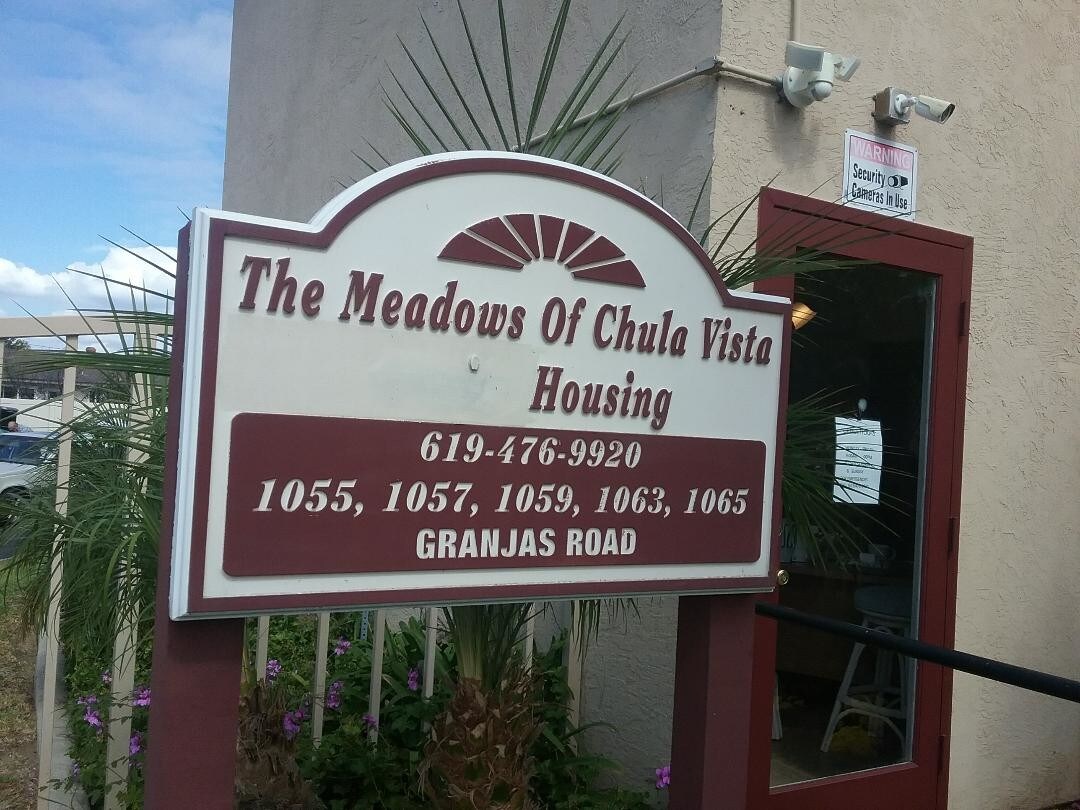 WARNING
Security
Cameras In Use
The Meadows Of Chula Vista
Housing
619-476-9920
1055, 1057, 1059, 1063, 1065
GRANJAS ROAD